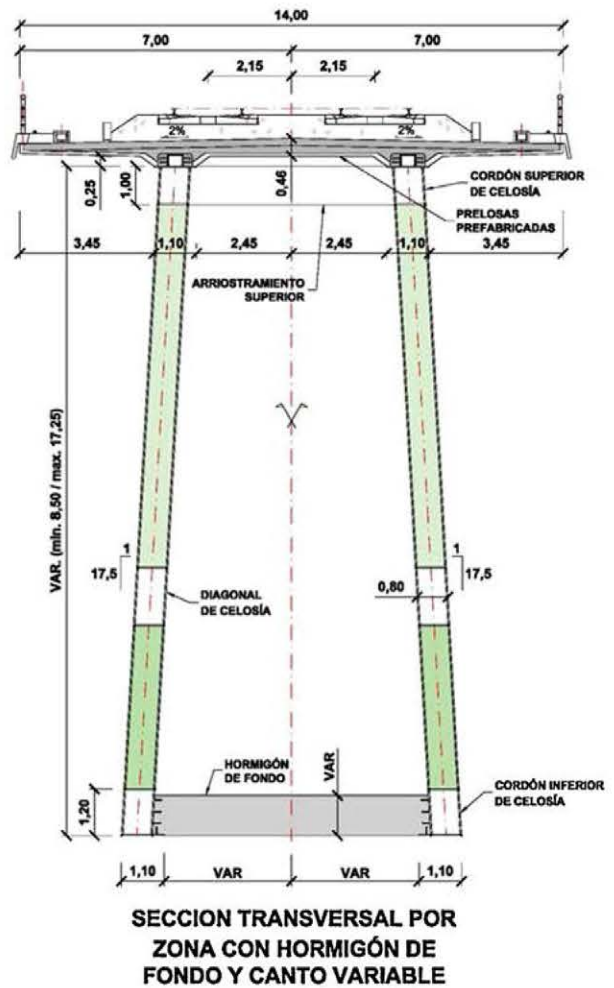 14,00
7,00 7,00
2,15 2,15
2% 2%
0,25
1,00
0,46
CORDÓN SUPERIOR
DE CELOSÍA
PRELOSAS
PREFABRICADAS
3,45 1,10 2,45 2,45 1,10 3,45
ARRIOSTRAMIENTO
SUPERIOR
VAR. (min. 8,50 / max. 17,25)
1
17,5
1
17,5
DIAGONAL
DE CELOSÍA
0,80
HORMIGÓN
DE FONDO
VAR
CORDÓN INFERIOR
DE CELOSÍA
1,20
1,10 VAR VAR 1,10
SECCION TRANSVERSAL POR
ZONA CON HORMIGÓN DE
FONDO Y CANTO VARIABLE